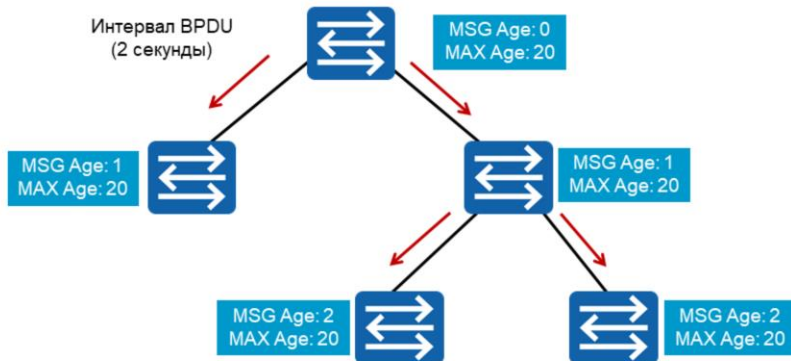 Интервал BPDU
(2 секунды)
MSG Age: 0
MAX Age: 20
MSG Age: 1
MAX Age: 20
MSG Age: 1
MAX Age: 20
MSG Age: 2
MAX Age: 20
MSG Age: 2
MAX Age: 20